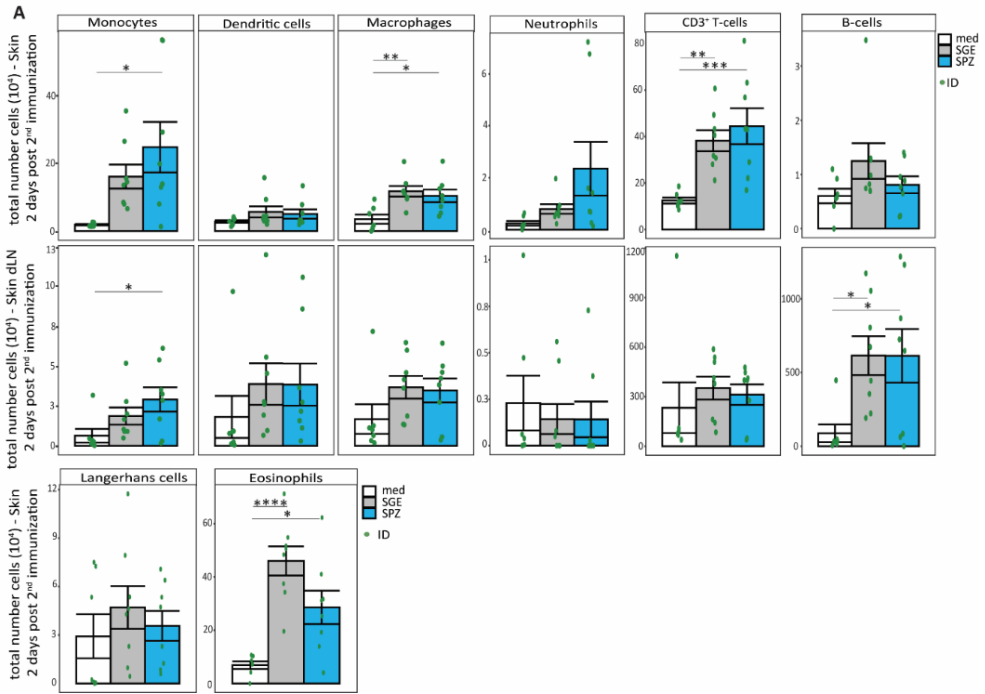 A
Monocytes Dendritic cells Macrophages Neutrophils CD3⁺ T-cells B-cells
med
SGE
SPZ
ID
total number cells (10⁴) - Skin
2 days post 2ⁿᵈ immunization
0 20 40
* ** * ** ***
0 2 4 6
0 20 40 60 80
0 1 2 3
total number cells (10⁴) - Skin dLN
2 days post 2ⁿᵈ immunization
0 3 5 8 10 13
*
0 0.3 0.5 0.8 1
0 300 600 900 1200
0 500 1000
* *
Langerhans cells Eosinophils
med
SGE
SPZ
ID
total number cells (10⁴) - Skin
2 days post 2ⁿᵈ immunization
0 3 6 9 12
0 20 40 60
**** *